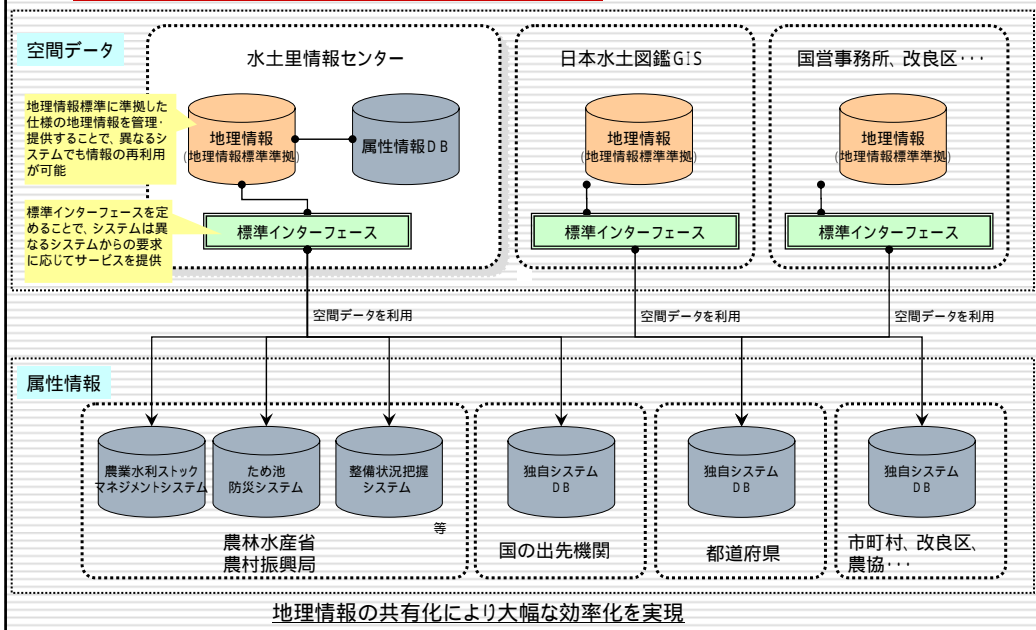 空間データ
水土里情報センター
日本水土図鑑GIS
国営事務所、改良区･･･
地理情報標準に準拠した
仕様の地理情報を管理・
提供することで、異なるシ
ステムでも情報の再利用
が可能
地理情報
(地理情報標準準拠)
属性情報DB
地理情報
(地理情報標準準拠)
地理情報
(地理情報標準準拠)
標準インターフェースを定
めることで、システムは異
なるシステムからの要求
に応じてサービスを提供
標準インターフェース
標準インターフェース
標準インターフェース
空間データを利用
空間データを利用
空間データを利用
属性情報
農業水利ストック
マネジメントシステム
ため池
防災システム
整備状況把握
システム
等
農林水産省
農村振興局
独自システム
DB
国の出先機関
独自システム
DB
都道府県
独自システム
DB
市町村、改良区、
農協･･･
地理情報の共有化により大幅な効率化を実現